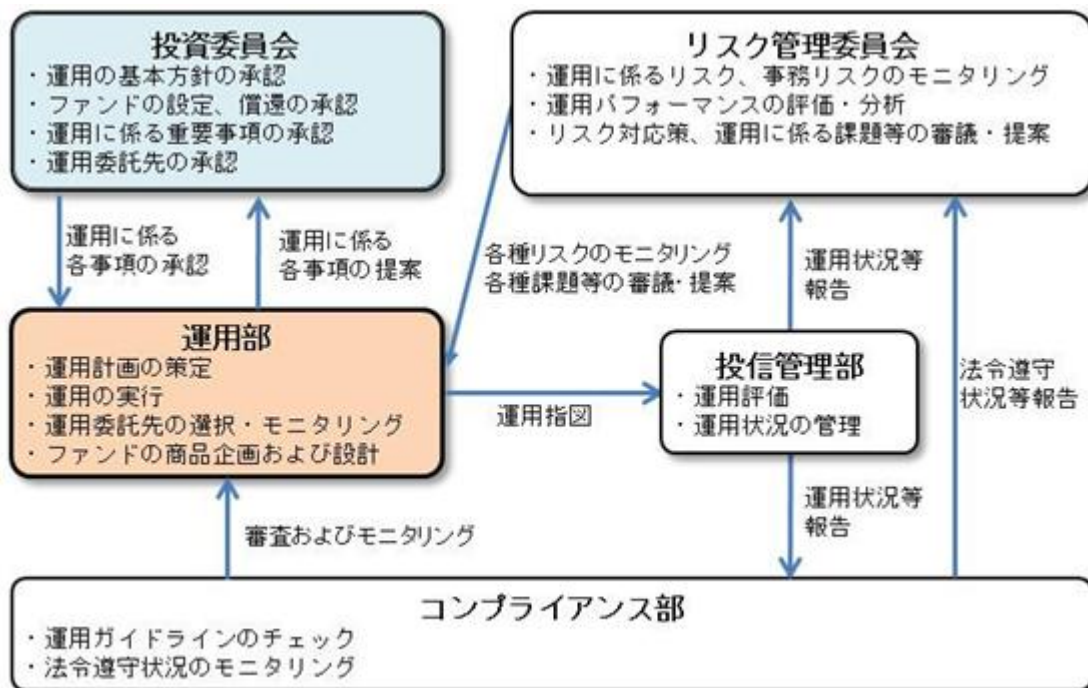 投資委員会
・運用の基本方針の承認
・ファンドの設定、償還の承認
・運用に係る重要事項の承認
・運用委託先の承認
リスク管理委員会
・運用に係るリスク、事務リスクのモニタリング
・運用パフォーマンスの評価・分析
・リスク対応策、運用に係る課題等の審議・提案
運用に係る
各事項の承認
運用に係る
各事項の提案
各種リスクのモニタリング
各種課題等の審議・提案
運用状況等
報告
運用部
・運用計画の策定
・運用の実行
・運用委託先の選択・モニタリング
・ファンドの商品企画および設計
運用指図
投信管理部
・運用評価
・運用状況の管理
法令遵守
状況等報告
審査およびモニタリング
運用状況等
報告
コンプライアンス部
・運用ガイドラインのチェック
・法令遵守状況のモニタリング